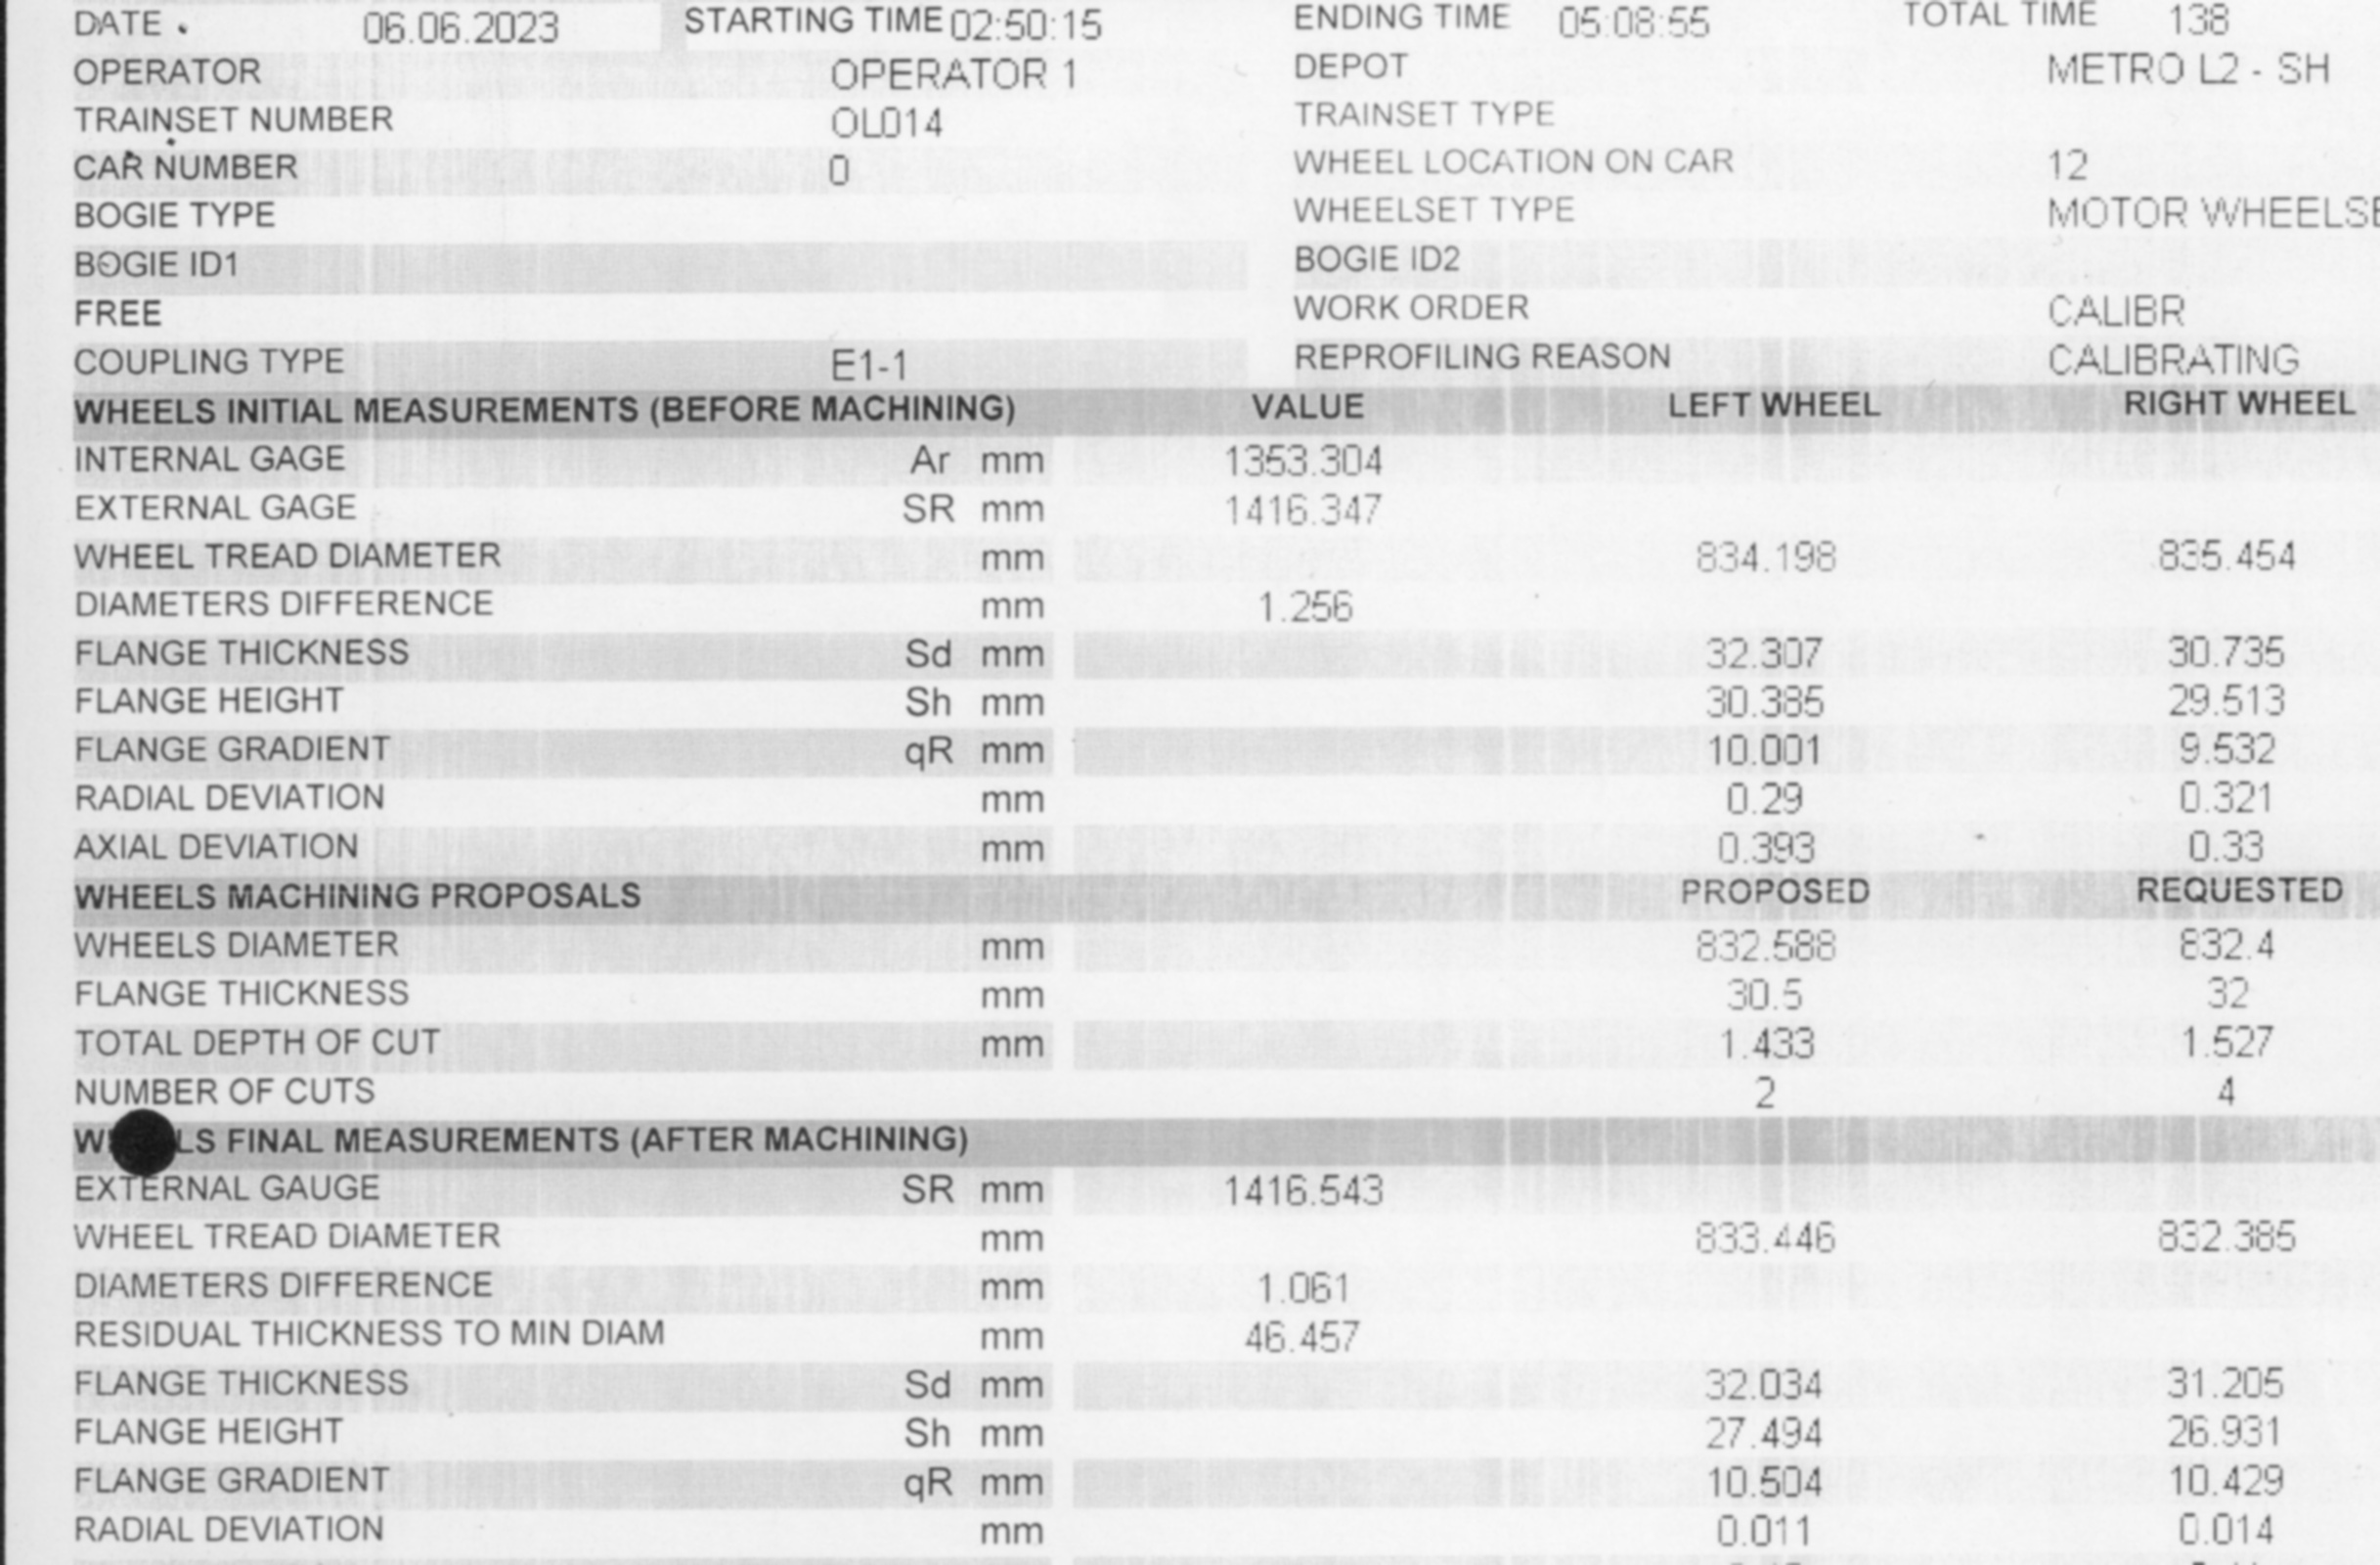 DATE 06.06.2023 STARTING TIME 02:50:15 ENDING TIME 05:08:55 TOTAL TIME 138
OPERATOR OPERATOR 1 DEPOT METRO L2 - SH
TRAINSET NUMBER OL014 TRAINSET TYPE
CAR NUMBER 0 WHEEL LOCATION ON CAR 12
BOGIE TYPE WHEELSET TYPE MOTOR WHEELSE
BOGIE ID1 BOGIE ID2
FREE WORK ORDER CALIBR
COUPLING TYPE E1-1 REPROFILING REASON CALIBRATING
WHEELS INITIAL MEASUREMENTS (BEFORE MACHINING) VALUE LEFT WHEEL RIGHT WHEEL
INTERNAL GAGE Ar mm 1353.304
EXTERNAL GAGE SR mm 1416.347
WHEEL TREAD DIAMETER mm 834.198 835.454
DIAMETERS DIFFERENCE mm 1.256
FLANGE THICKNESS Sd mm 32.307 30.735
FLANGE HEIGHT Sh mm 30.385 29.513
FLANGE GRADIENT qR mm 10.001 9.532
RADIAL DEVIATION mm 0.29 0.321
AXIAL DEVIATION mm 0.393 0.33
WHEELS MACHINING PROPOSALS PROPOSED REQUESTED
WHEELS DIAMETER mm 832.588 832.4
FLANGE THICKNESS mm 30.5 32
TOTAL DEPTH OF CUT mm 1.433 1.527
NUMBER OF CUTS 2 4
W LS FINAL MEASUREMENTS (AFTER MACHINING)
EXTERNAL GAUGE SR mm 1416.543
WHEEL TREAD DIAMETER mm 833.446 832.385
DIAMETERS DIFFERENCE mm 1.061
RESIDUAL THICKNESS TO MIN DIAM mm 46.457
FLANGE THICKNESS Sd mm 32.034 31.205
FLANGE HEIGHT Sh mm 27.494 26.931
FLANGE GRADIENT qR mm 10.504 10.429
RADIAL DEVIATION mm 0.011 0.014